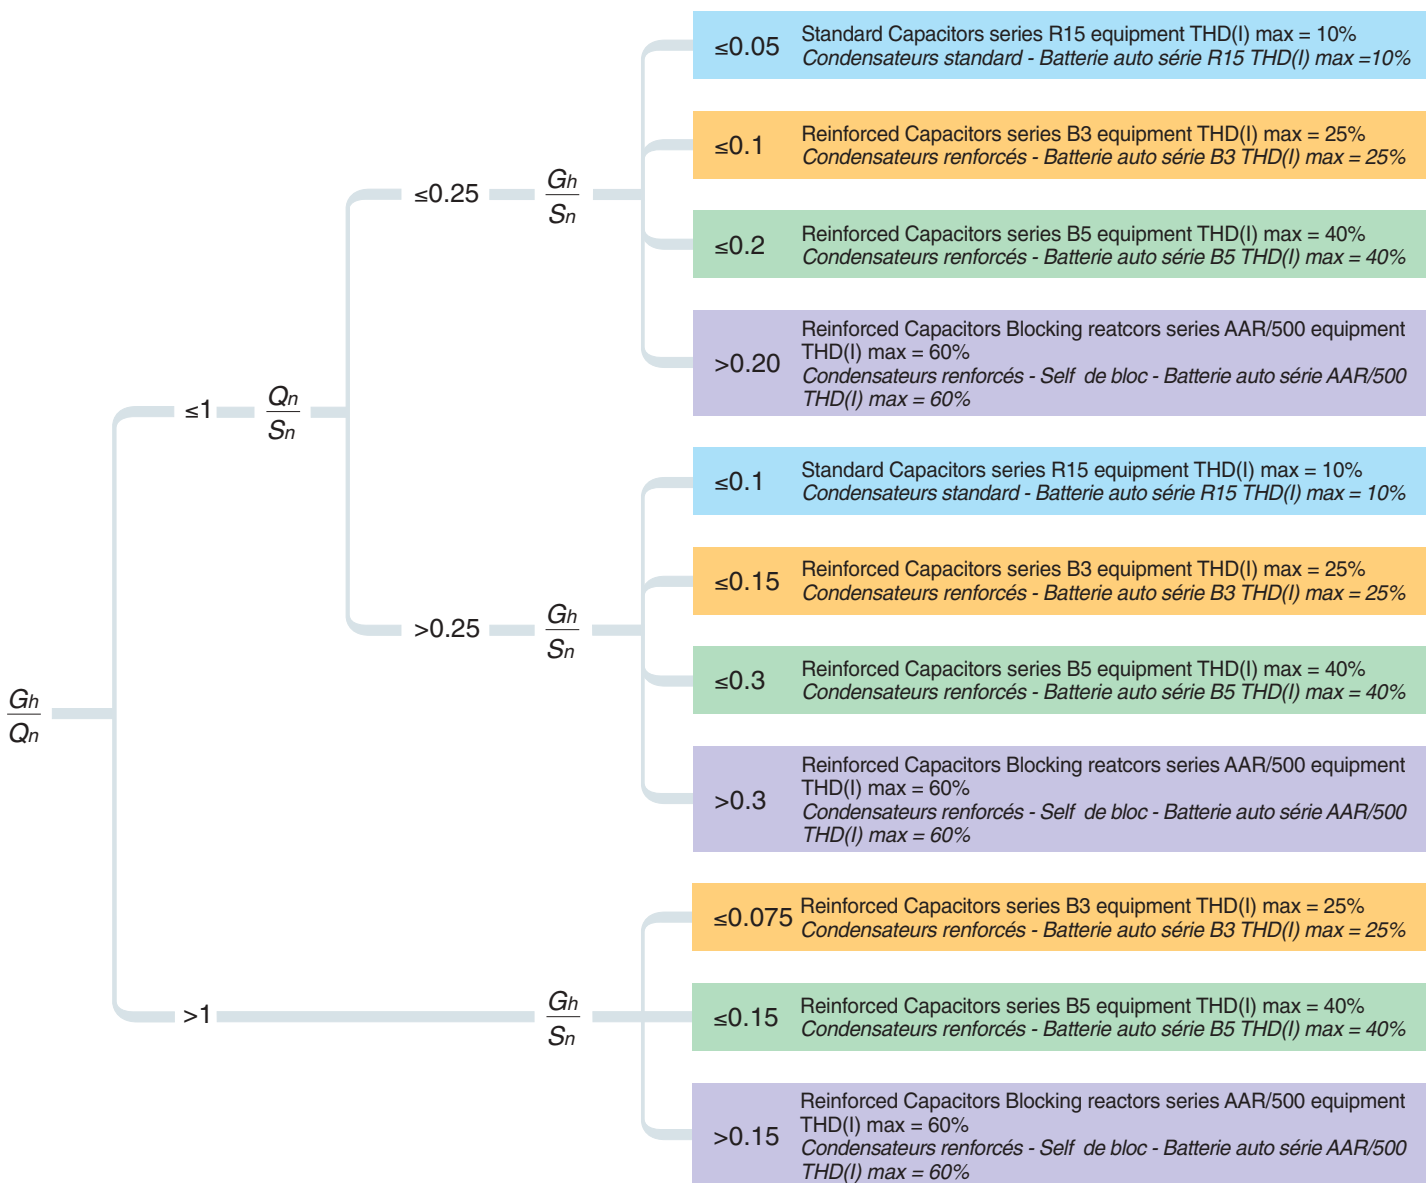 ≤0.05
Standard Capacitors series R15 equipment THD(I) max = 10%
Condensateurs standard - Batterie auto série R15 THD(I) max =10%
≤0.1
Reinforced Capacitors series B3 equipment THD(I) max = 25%
Condensateurs renforcés - Batterie auto série B3 THD(I) max = 25%
≤0.25
Gh
Sn
≤0.2
Reinforced Capacitors series B5 equipment THD(I) max = 40%
Condensateurs renforcés - Batterie auto série B5 THD(I) max = 40%
>0.20
Reinforced Capacitors Blocking reatcors series AAR/500 equipment
THD(I) max = 60%
Condensateurs renforcés - Self de bloc - Batterie auto série AAR/500
THD(I) max = 60%
≤1
Qn
Sn
≤0.1
Standard Capacitors series R15 equipment THD(I) max = 10%
Condensateurs standard - Batterie auto série R15 THD(I) max = 10%
≤0.15
Reinforced Capacitors series B3 equipment THD(I) max = 25%
Condensateurs renforcés - Batterie auto série B3 THD(I) max = 25%
>0.25
Gh
Sn
≤0.3
Reinforced Capacitors series B5 equipment THD(I) max = 40%
Condensateurs renforcés - Batterie auto série B5 THD(I) max = 40%
Gh
Qn
>0.3
Reinforced Capacitors Blocking reatcors series AAR/500 equipment
THD(I) max = 60%
Condensateurs renforcés - Self de bloc - Batterie auto série AAR/500
THD(I) max = 60%
≤0.075
Reinforced Capacitors series B3 equipment THD(I) max = 25%
Condensateurs renforcés - Batterie auto série B3 THD(I) max = 25%
>1
Gh
Sn
≤0.15
Reinforced Capacitors series B5 equipment THD(I) max = 40%
Condensateurs renforcés - Batterie auto série B5 THD(I) max = 40%
>0.15
Reinforced Capacitors Blocking reactors series AAR/500 equipment
THD(I) max = 60%
Condensateurs renforcés - Self de bloc - Batterie auto série AAR/500
THD(I) max = 60%